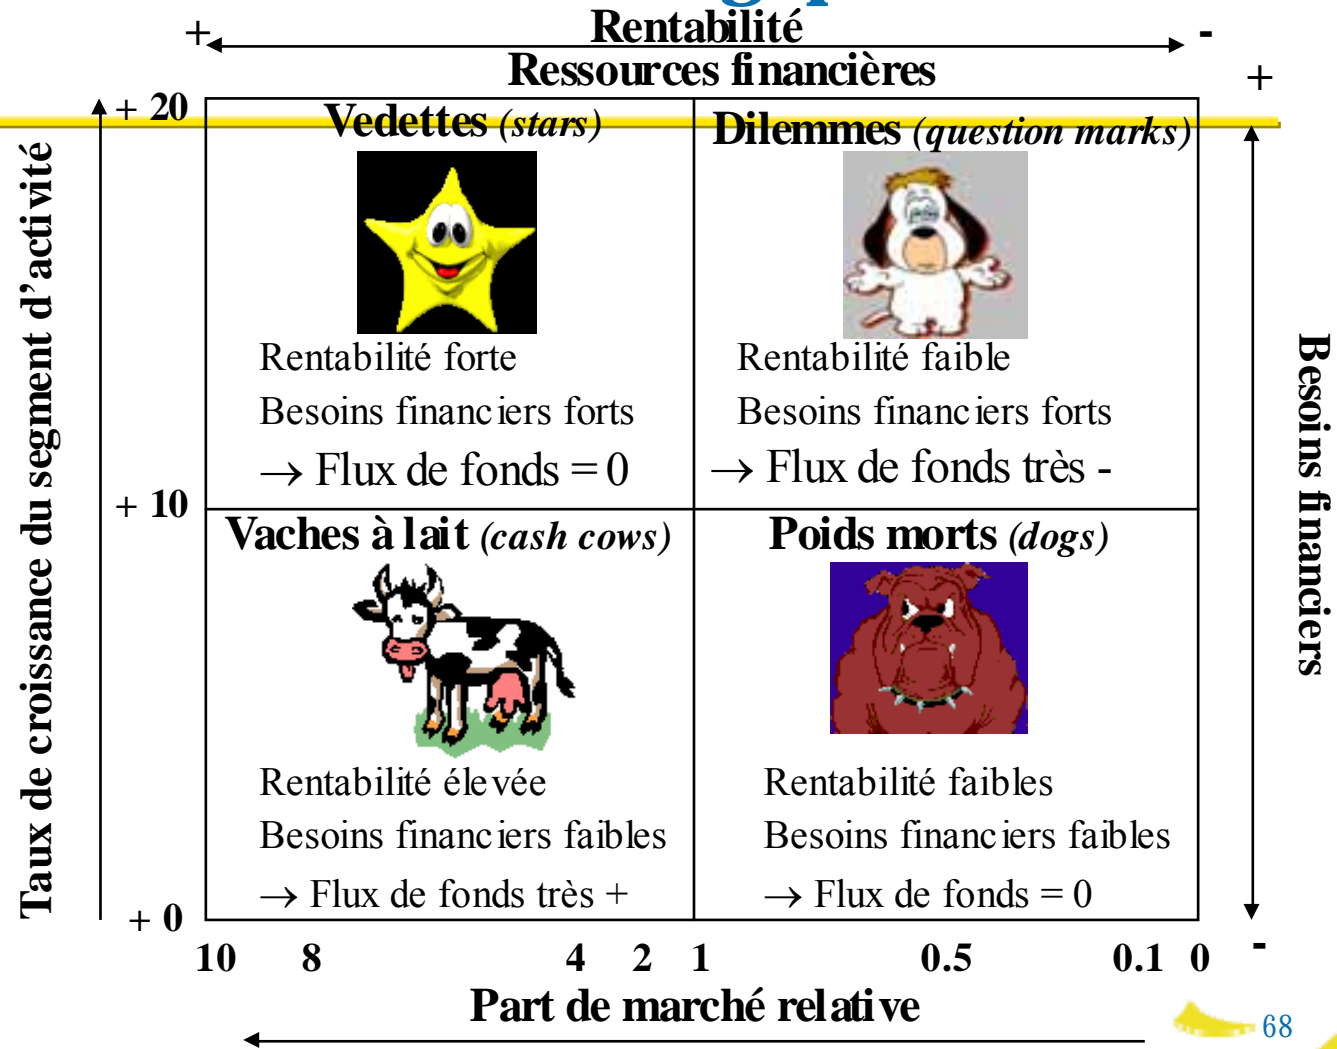 + Rentabilité -
Ressources financières
+
+ 20
Vedettes (stars)
Dilemmes (question marks)
Rentabilité forte
Besoins financiers forts
→ Flux de fonds = 0
Rentabilité faible
Besoins financiers forts
→ Flux de fonds très -
+ 10
Vaches à lait (cash cows)
Poids morts (dogs)
Rentabilité élevée
Besoins financiers faibles
→ Flux de fonds très +
Rentabilité faibles
Besoins financiers faibles
→ Flux de fonds = 0
+ 0
-
10 8 4 2 1 0.5 0.1 0
Part de marché relative
Taux de croissance du segment d’activité
Besoins financiers
68